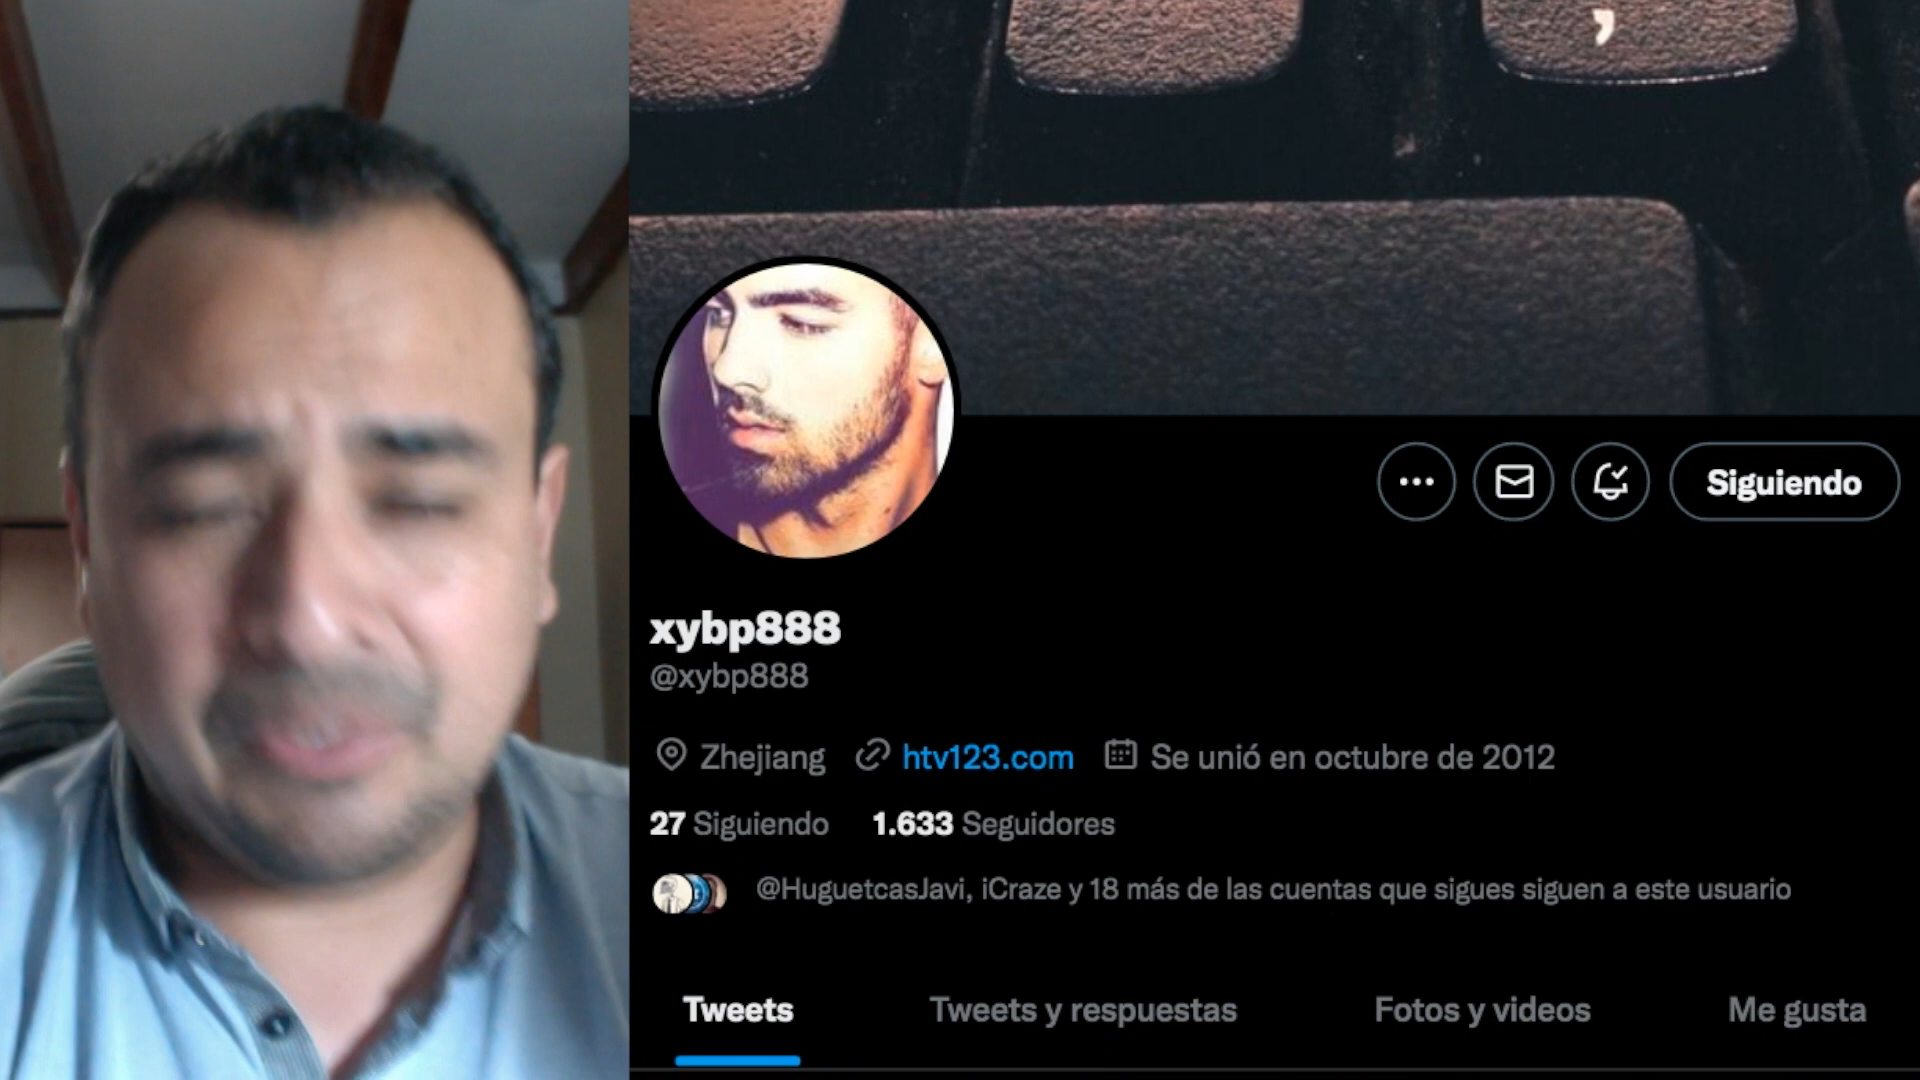 ,
Siguiendo
xybp888
@xybp888
Zhejiang htv123.com Se unió en octubre de 2012
27 Siguiendo 1.633 Seguidores
@HuguetcasJavi, iCraze y 18 más de las cuentas que sigues siguen a este usuario
Tweets Tweets y respuestas Fotos y videos Me gusta